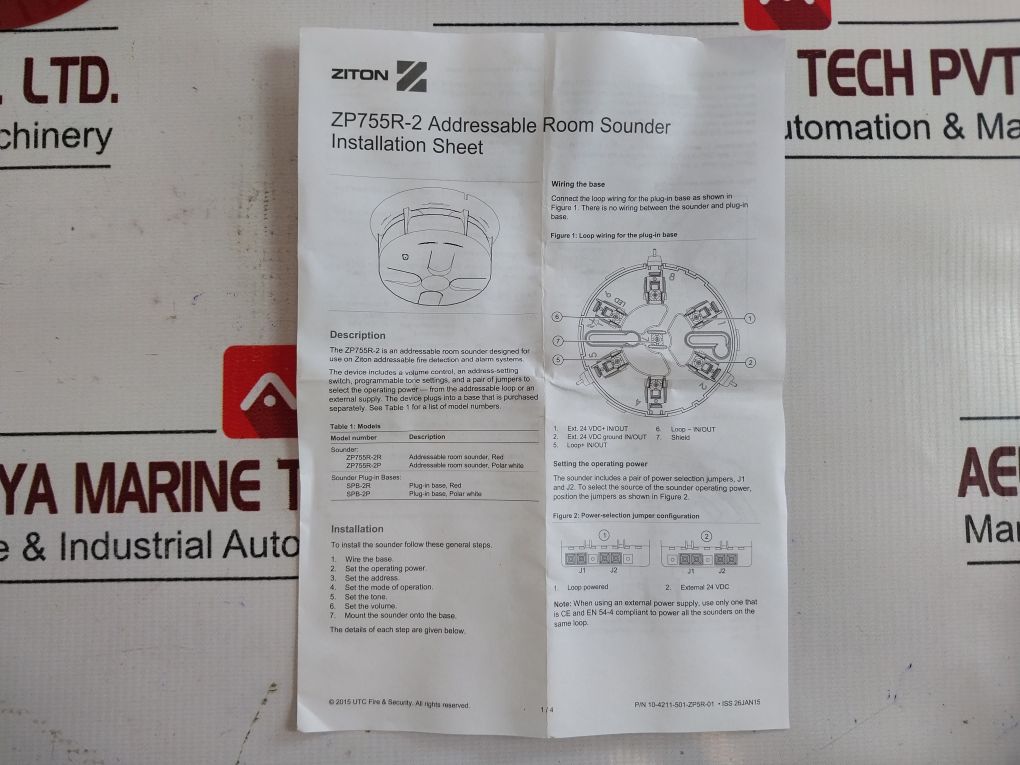 . LTD.
chinery
TECH PVT
utomation & Ma
YA MARINE T
e & Industrial Auto
AE
Mar
ZITON
ZP755R-2 Addressable Room Sounder
Installation Sheet
Description
The ZP755R-2 is an addressable room sounder designed for
use on Ziton addressable fire detection and alarm systems.
The device includes a volume control, an address-setting
switch, programmable tone settings, and a pair of jumpers to
select the operating power — from the addressable loop or an
external supply. The device plugs into a base that is purchased
separately. See Table 1 for a list of model numbers.
Table 1: Models
Model number Description
Sounder:
ZP755R-2R Addressable room sounder, Red
ZP755R-2P Addressable room sounder, Polar white
Sounder Plug-in Bases:
SPB-2R Plug-in base, Red
SPB-2P Plug-in base, Polar white
Installation
To install the sounder follow these general steps.
1. Wire the base.
2. Set the operating power.
3. Set the address.
4. Set the mode of operation.
5. Set the tone.
6. Set the volume.
7. Mount the sounder onto the base.
The details of each step are given below.
Wiring the base
Connect the loop wiring for the plug-in base as shown in
Figure 1. There is no wiring between the sounder and plug-in
base.
Figure 1: Loop wiring for the plug-in base
8
LED 6
6
1
7
5
5
2
2
4
1. Ext. 24 VDC+ IN/OUT 6. Loop − IN/OUT
2. Ext. 24 VDC ground IN/OUT 7. Shield
5. Loop+ IN/OUT
Setting the operating power
The sounder includes a pair of power selection jumpers, J1
and J2. To select the source of the sounder operating power,
position the jumpers as shown in Figure 2.
Figure 2: Power-selection jumper configuration
1 2
J1 J2 J1 J2
1. Loop powered 2. External 24 VDC
Note: When using an external power supply, use only one that
is CE and EN 54-4 compliant to power all the sounders on the
same loop.
© 2015 UTC Fire & Security. All rights reserved. 1 / 4 P/N 10-4211-501-ZP5R-01 • ISS 26JAN15